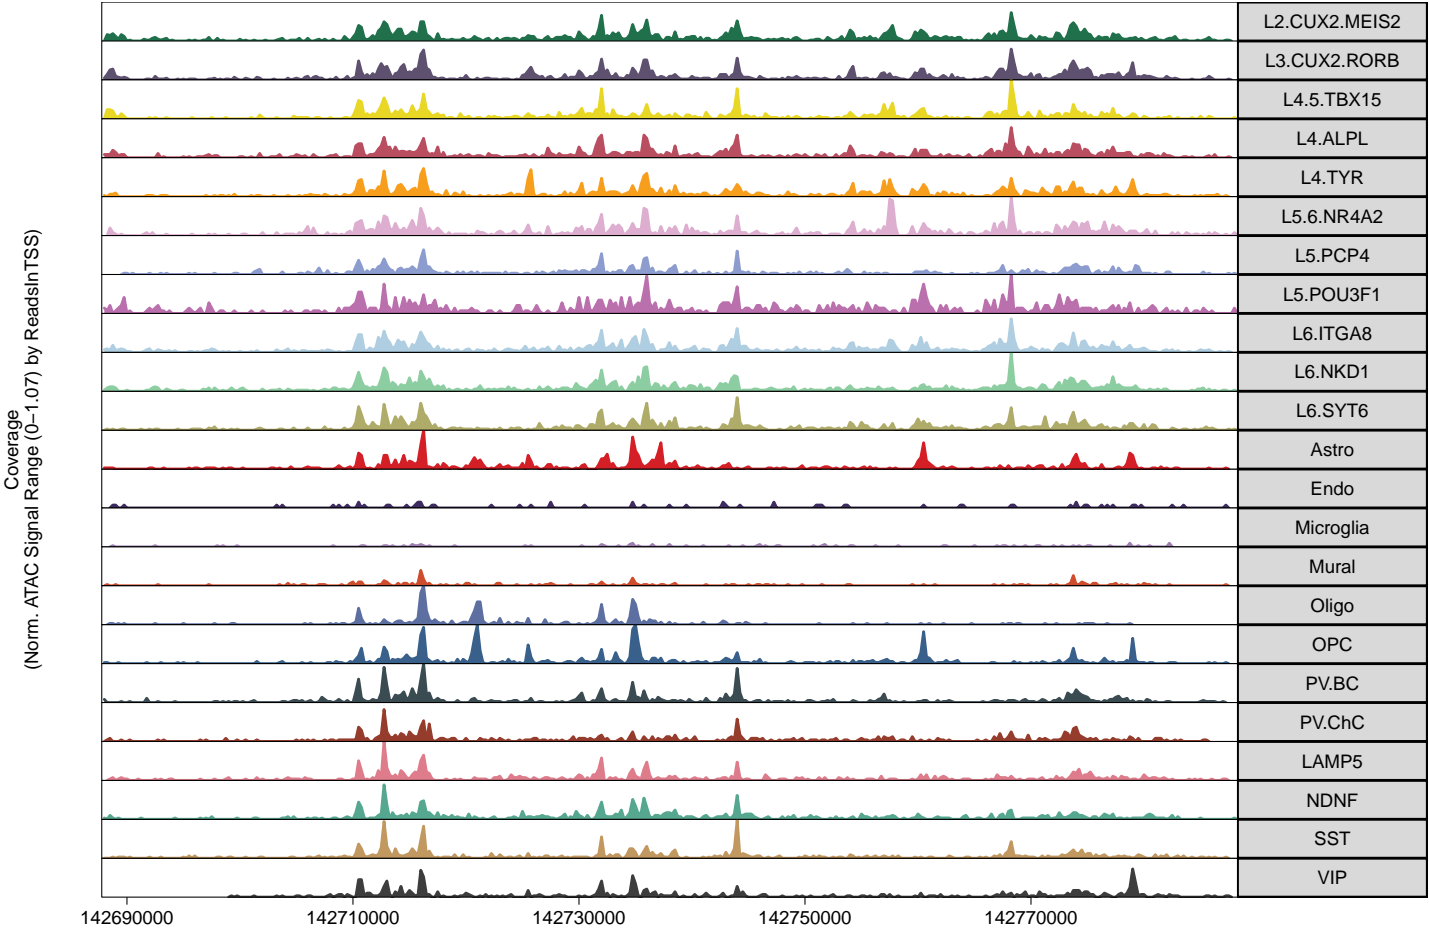 L2.CUX2.MEIS2
L3.CUX2.RORB
L4.5.TBX15
L4.ALPL
L4.TYR
L5.6.NR4A2
L5.PCP4
L5.POU3F1
L6.ITGA8
L6.NKD1
L6.SYT6
Astro
Endo
Microglia
Mural
Oligo
OPC
PV.BC
PV.ChC
LAMP5
NDNF
SST
VIP
Coverage
(Norm. ATAC Signal Range (0−1.07) by ReadsInTSS)
142690000 142710000 142730000 142750000 142770000